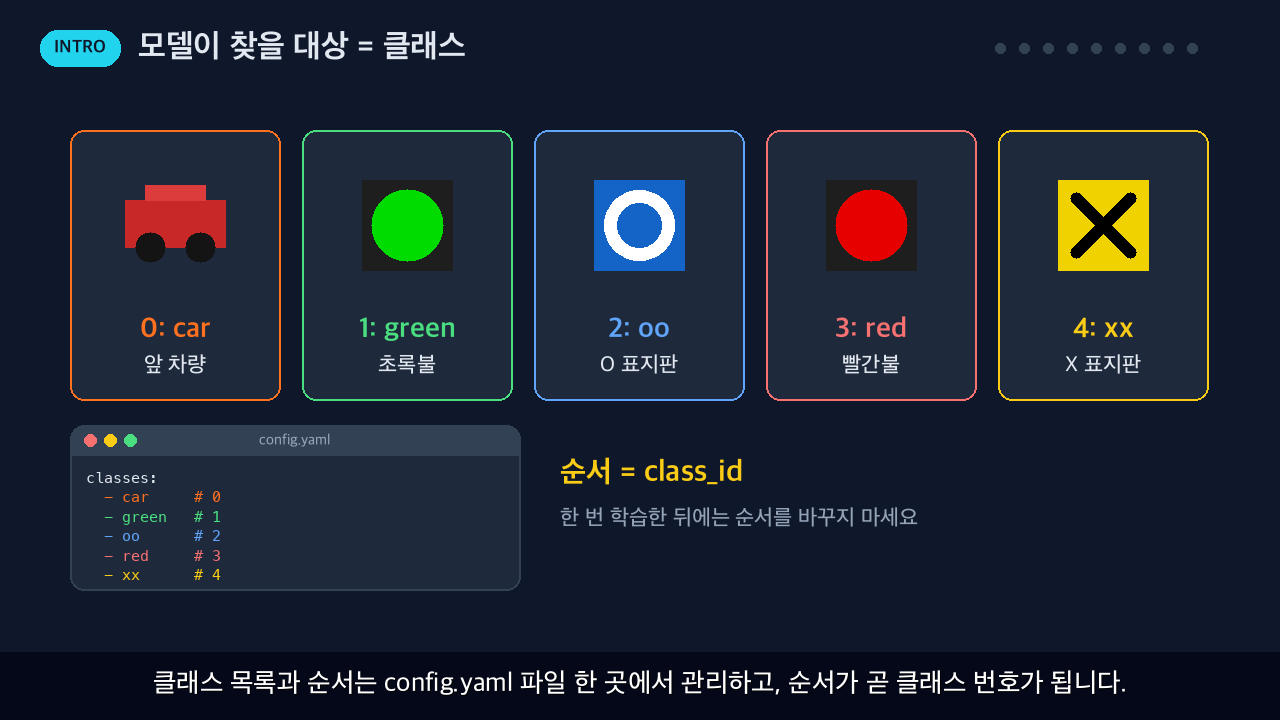 INTRO
모델이 찾을 대상 = 클래스
0: car
앞 차량
1: green
초록불
2: oo
O 표지판
3: red
빨간불
4: xx
X 표지판
config.yaml
classes:
– car # 0
– green # 1
– oo # 2
– red # 3
– xx # 4
순서 = class_id
한 번 학습한 뒤에는 순서를 바꾸지 마세요
클래스 목록과 순서는 config.yaml 파일 한 곳에서 관리하고, 순서가 곧 클래스 번호가 됩니다.